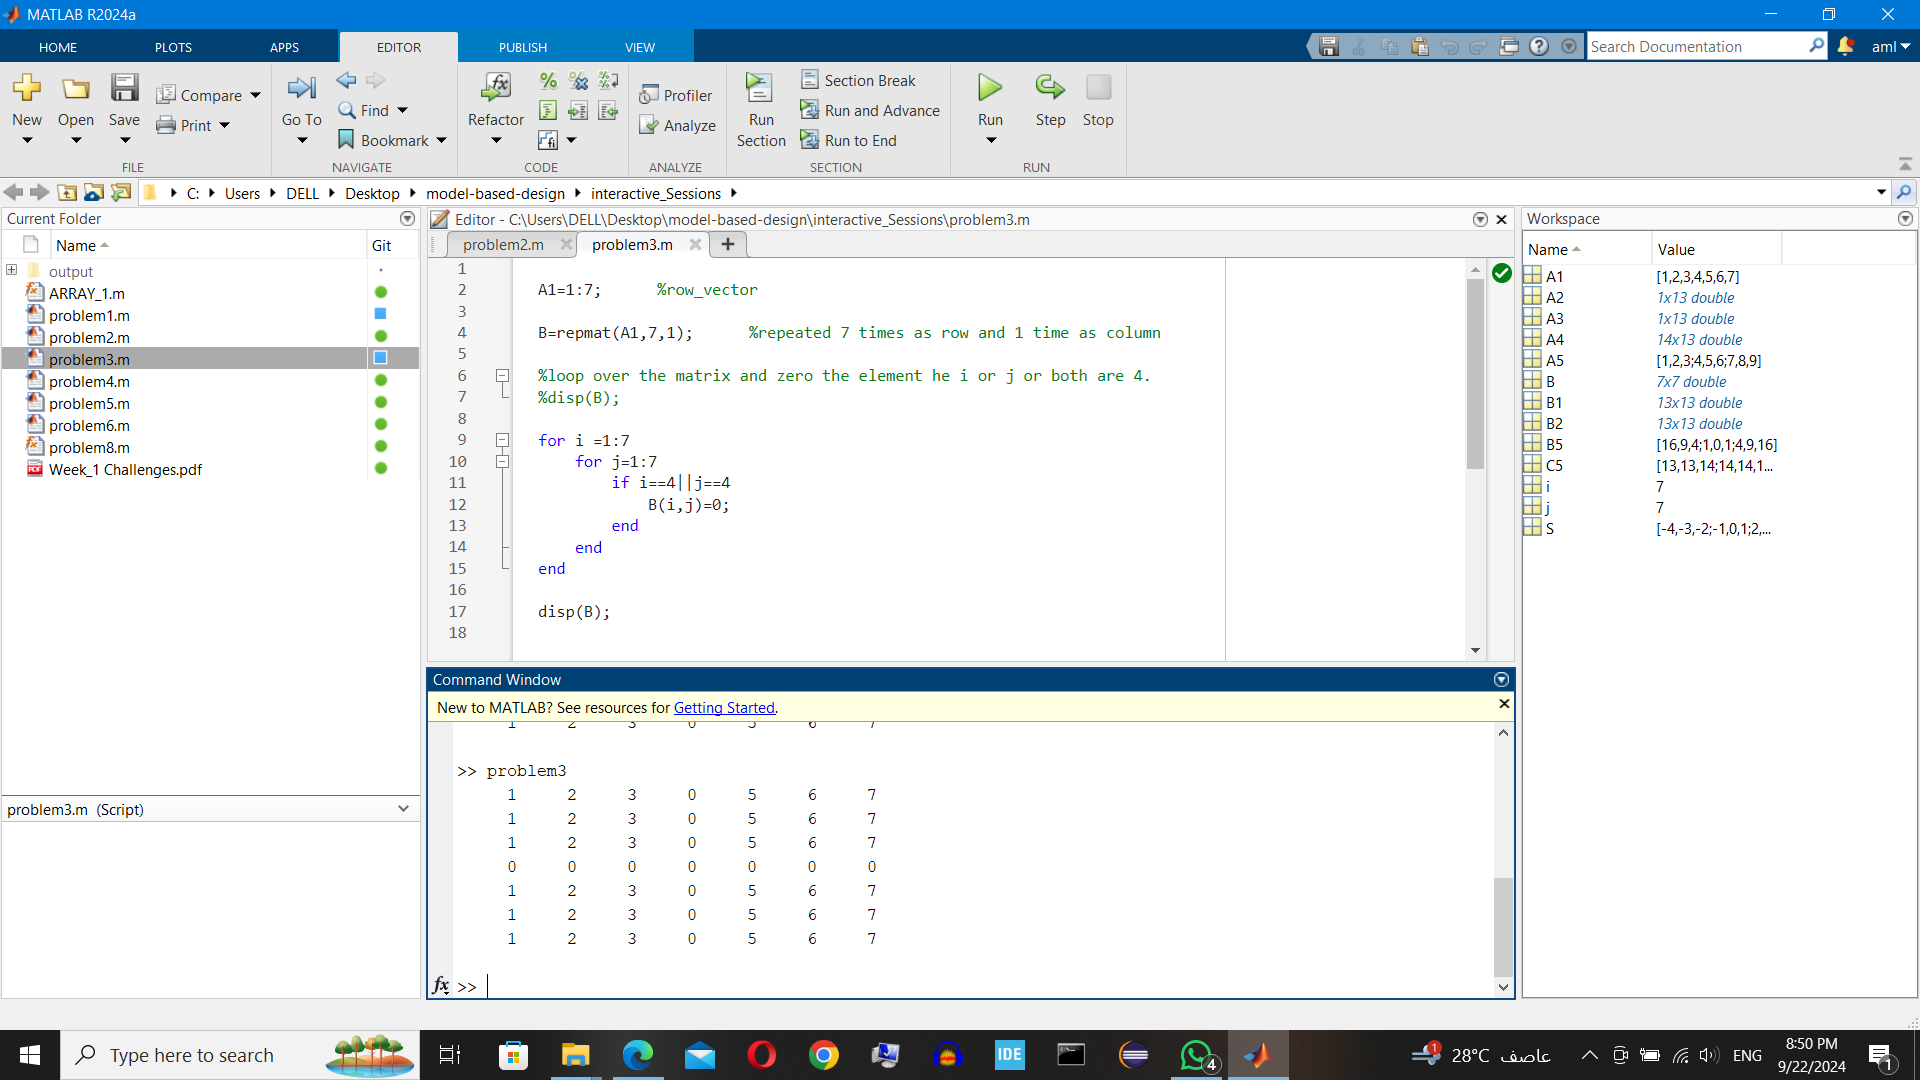 MATLAB R2024a
HOME PLOTS APPS EDITOR PUBLISH VIEW
Search Documentation
aml
New Open Save
Compare
Print
FILE
Go To
Find
Bookmark
NAVIGATE
Refactor
CODE
Profiler
Analyze
ANALYZE
Run Section
Section Break
Run and Advance
Run to End
SECTION
Run Step Stop
RUN
C: Users DELL Desktop model-based-design interactive_Sessions
Current Folder
Name Git
output
ARRAY_1.m
problem1.m
problem2.m
problem3.m
problem4.m
problem5.m
problem6.m
problem8.m
Week_1 Challenges.pdf
problem3.m (Script)
Editor - C:\Users\DELL\Desktop\model-based-design\interactive_Sessions\problem3.m
problem2.m problem3.m +
1
2 A1=1:7; %row_vector
3
4 B=repmat(A1,7,1); %repeated 7 times as row and 1 time as column
5
6 %loop over the matrix and zero the element he i or j or both are 4.
7 %disp(B);
8
9 for i =1:7
10 for j=1:7
11 if i==4||j==4
12 B(i,j)=0;
13 end
14 end
15 end
16
17 disp(B);
18
Command Window
New to MATLAB? See resources for Getting Started.
1 2 3 0 5 6 7
>> problem3
1 2 3 0 5 6 7
1 2 3 0 5 6 7
1 2 3 0 5 6 7
0 0 0 0 0 0 0
1 2 3 0 5 6 7
1 2 3 0 5 6 7
1 2 3 0 5 6 7
fx >>
Workspace
Name Value
A1 [1,2,3,4,5,6,7]
A2 1x13 double
A3 1x13 double
A4 14x13 double
A5 [1,2,3;4,5,6;7,8,9]
B 7x7 double
B1 13x13 double
B2 13x13 double
B5 [16,9,4;1,0,1;4,9,16]
C5 [13,13,14;14,14,1...
i 7
j 7
S [-4,-3,-2;-1,0,1;2,...
Type here to search
IDE
4
1
28°C عاصف
ENG
8:50 PM
9/22/2024
1